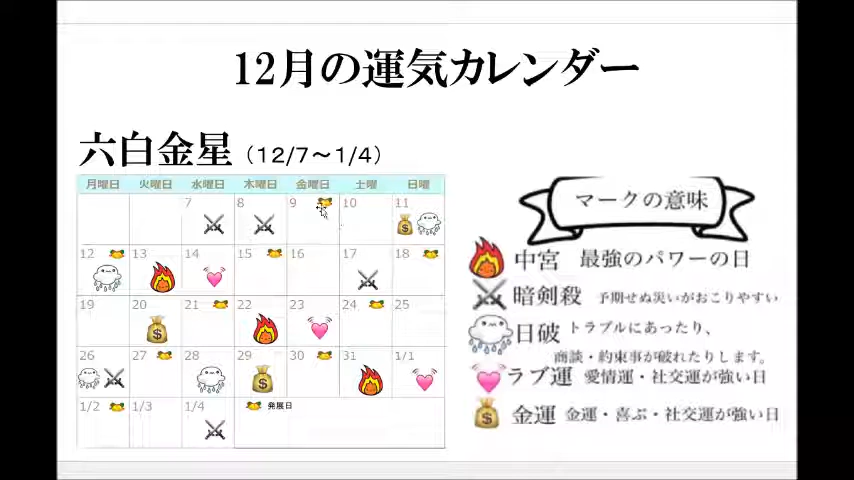 12月の運気カレンダー
六白金星（12/7～1/4）
月曜日 火曜日 水曜日 木曜日 金曜日 土曜 日曜
7 8 9 10 11
12 13 14 15 16 17 18
19 20 21 22 23 24 25
26 27 28 29 30 31 1/1
1/2 1/3 1/4 発展日
マークの意味
中宮 最強のパワーの日
暗剣殺 予期せぬ災いがおこりやすい
日破 トラブルにあったり、
商談・約束事が破れたりします。
ラブ運 愛情運・社交運が強い日
金運 金運・喜ぶ・社交運が強い日